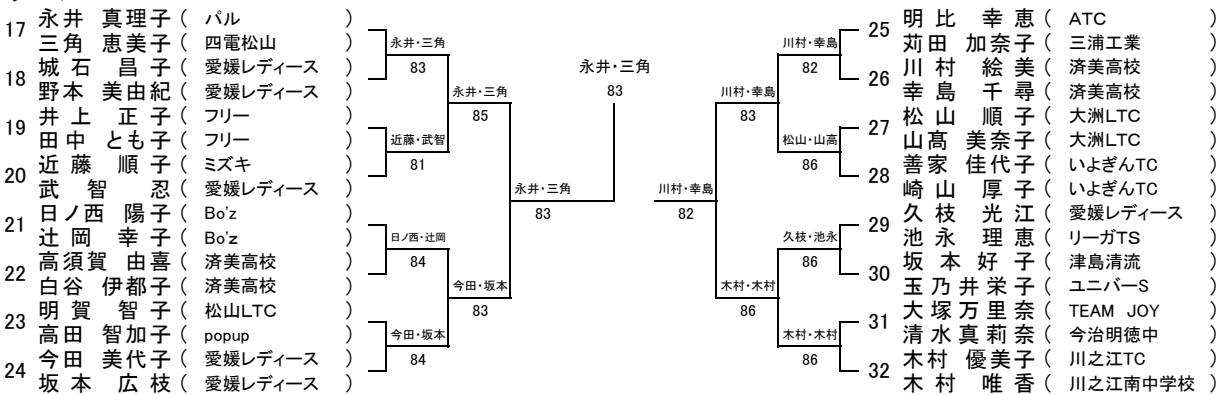 17 永井 真理子 ( パル )
三角 恵美子 ( 四電松山 )
18 城石 昌子 ( 愛媛レディース )
野本 美由紀 ( 愛媛レディース )
19 井上 正子 ( フリー )
田中 とも子 ( フリー )
20 近藤 順子 ( ミズキ )
武智 忍 ( 愛媛レディース )
21 日ノ西 陽子 ( Bo'z )
辻岡 幸子 ( Bo'z )
22 高須賀 由喜 ( 済美高校 )
白谷 伊都子 ( 済美高校 )
23 明賀 智子 ( 松山LTC )
高田 智加子 ( popup )
24 今田 美代子 ( 愛媛レディース )
坂本 広枝 ( 愛媛レディース )
永井・三角
83
近藤・武智
81
日ノ西・辻岡
84
今田・坂本
84
永井・三角
85
今田・坂本
83
永井・三角
83
永井・三角
83
川村・幸島
82
川村・幸島
83
木村・木村
86
川村・幸島
82
松山・山高
86
久枝・池永
86
木村・木村
86
25 明比 幸恵 ( ATC )
苅田 加奈子 ( 三浦工業 )
26 川村 絵美 ( 済美高校 )
幸島 千尋 ( 済美高校 )
27 松山 順子 ( 大洲LTC )
山髙 美奈子 ( 大洲LTC )
28 善家 佳代子 ( いよぎんTC )
崎山 厚子 ( いよぎんTC )
29 久枝 光江 ( 愛媛レディース )
池永 理恵 ( リーガTS )
30 坂本 好子 ( 津島清流 )
玉乃井栄子 ( ユニバーS )
31 大塚万里奈 ( TEAM JOY )
清水真莉奈 ( 今治明徳中 )
32 木村 優美子 ( 川之江TC )
木村 唯香 ( 川之江南中学校 )